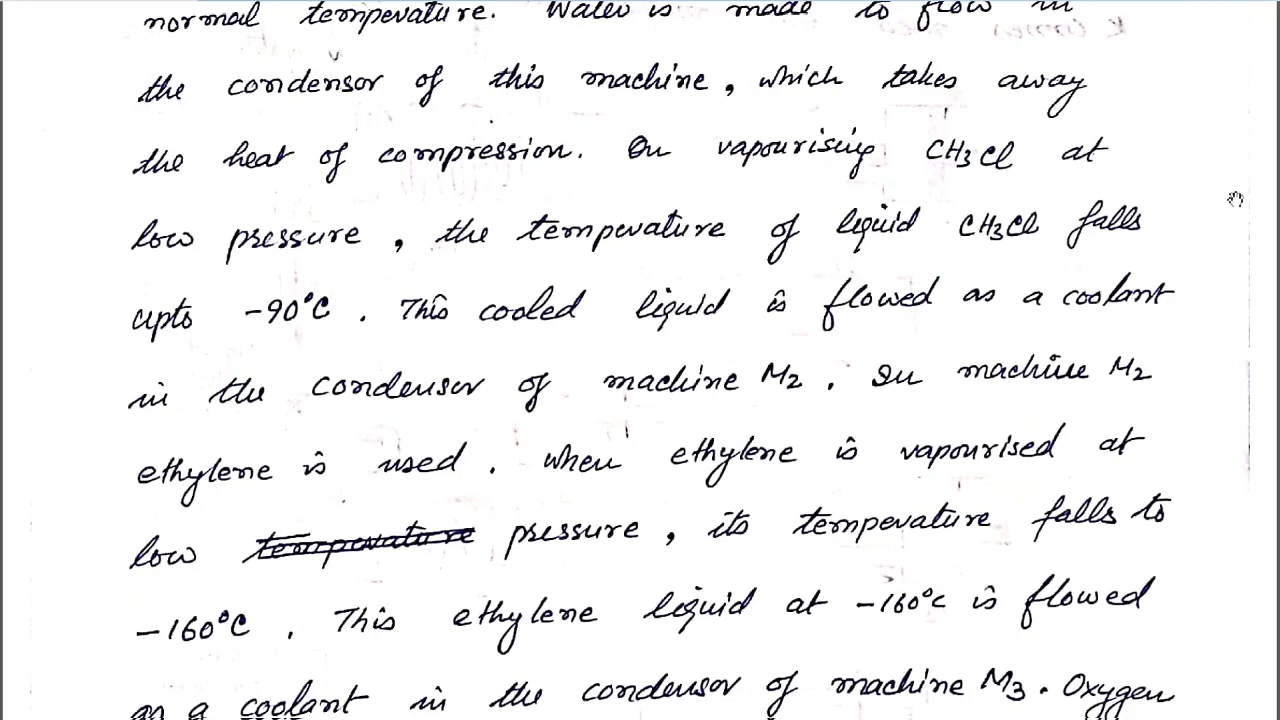 normal temperature. Water is made to flow in
the condensor of this machine, which takes away
the heat of compression. On vapourising CH3Cl at
low pressure, the temperature of liquid CH3Cl falls
upto -90°C. This cooled liquid is flowed as a coolant
in the condensor of machine M2. In machine M2
ethylene is used. When ethylene is vapourised at
low temperature pressure, its temperature falls to
-160°C. This ethylene liquid at -160°C is flowed
as a coolant in the condensor of machine M3. Oxygen